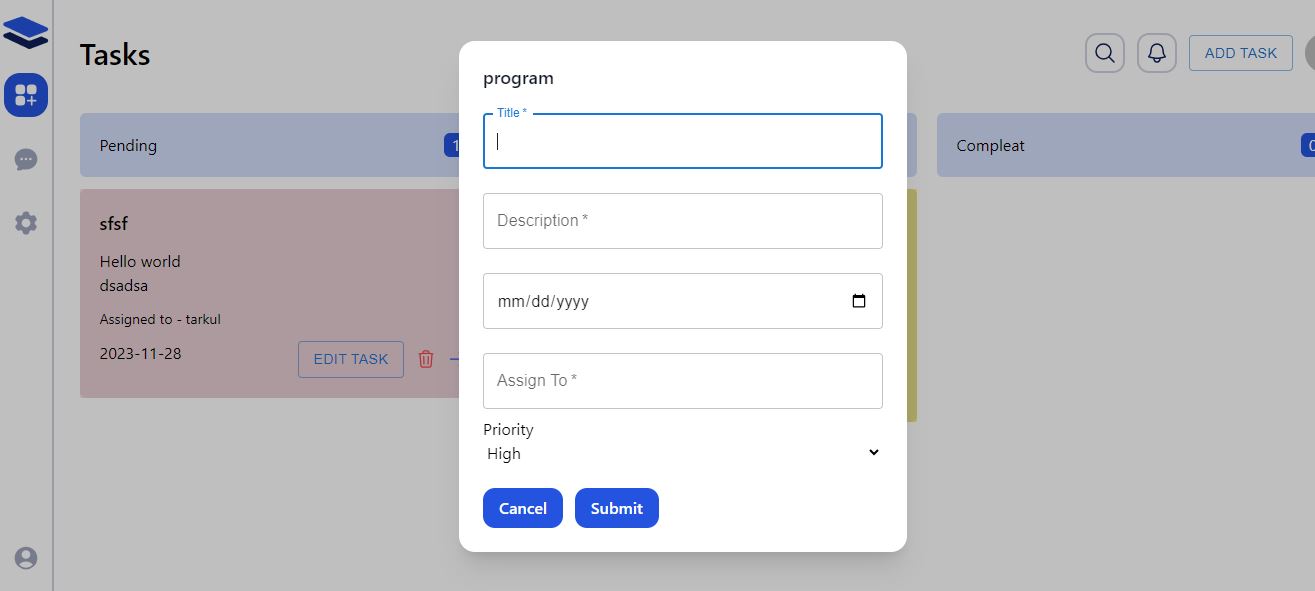 Tasks
ADD TASK
Pending
1
Compleat
sfsf
Hello world
dsadsa
Assigned to - tarkul
2023-11-28
EDIT TASK
program
Title *
Description *
mm/dd/yyyy
Assign To *
Priority
High
Cancel
Submit